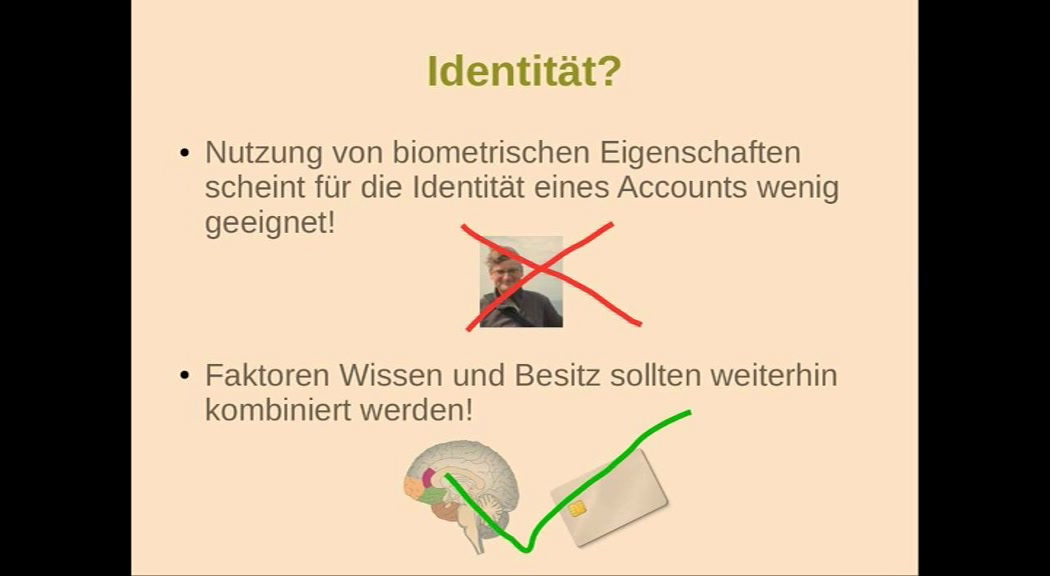 Identität?
• Nutzung von biometrischen Eigenschaften
scheint für die Identität eines Accounts wenig
geeignet!
• Faktoren Wissen und Besitz sollten weiterhin
kombiniert werden!